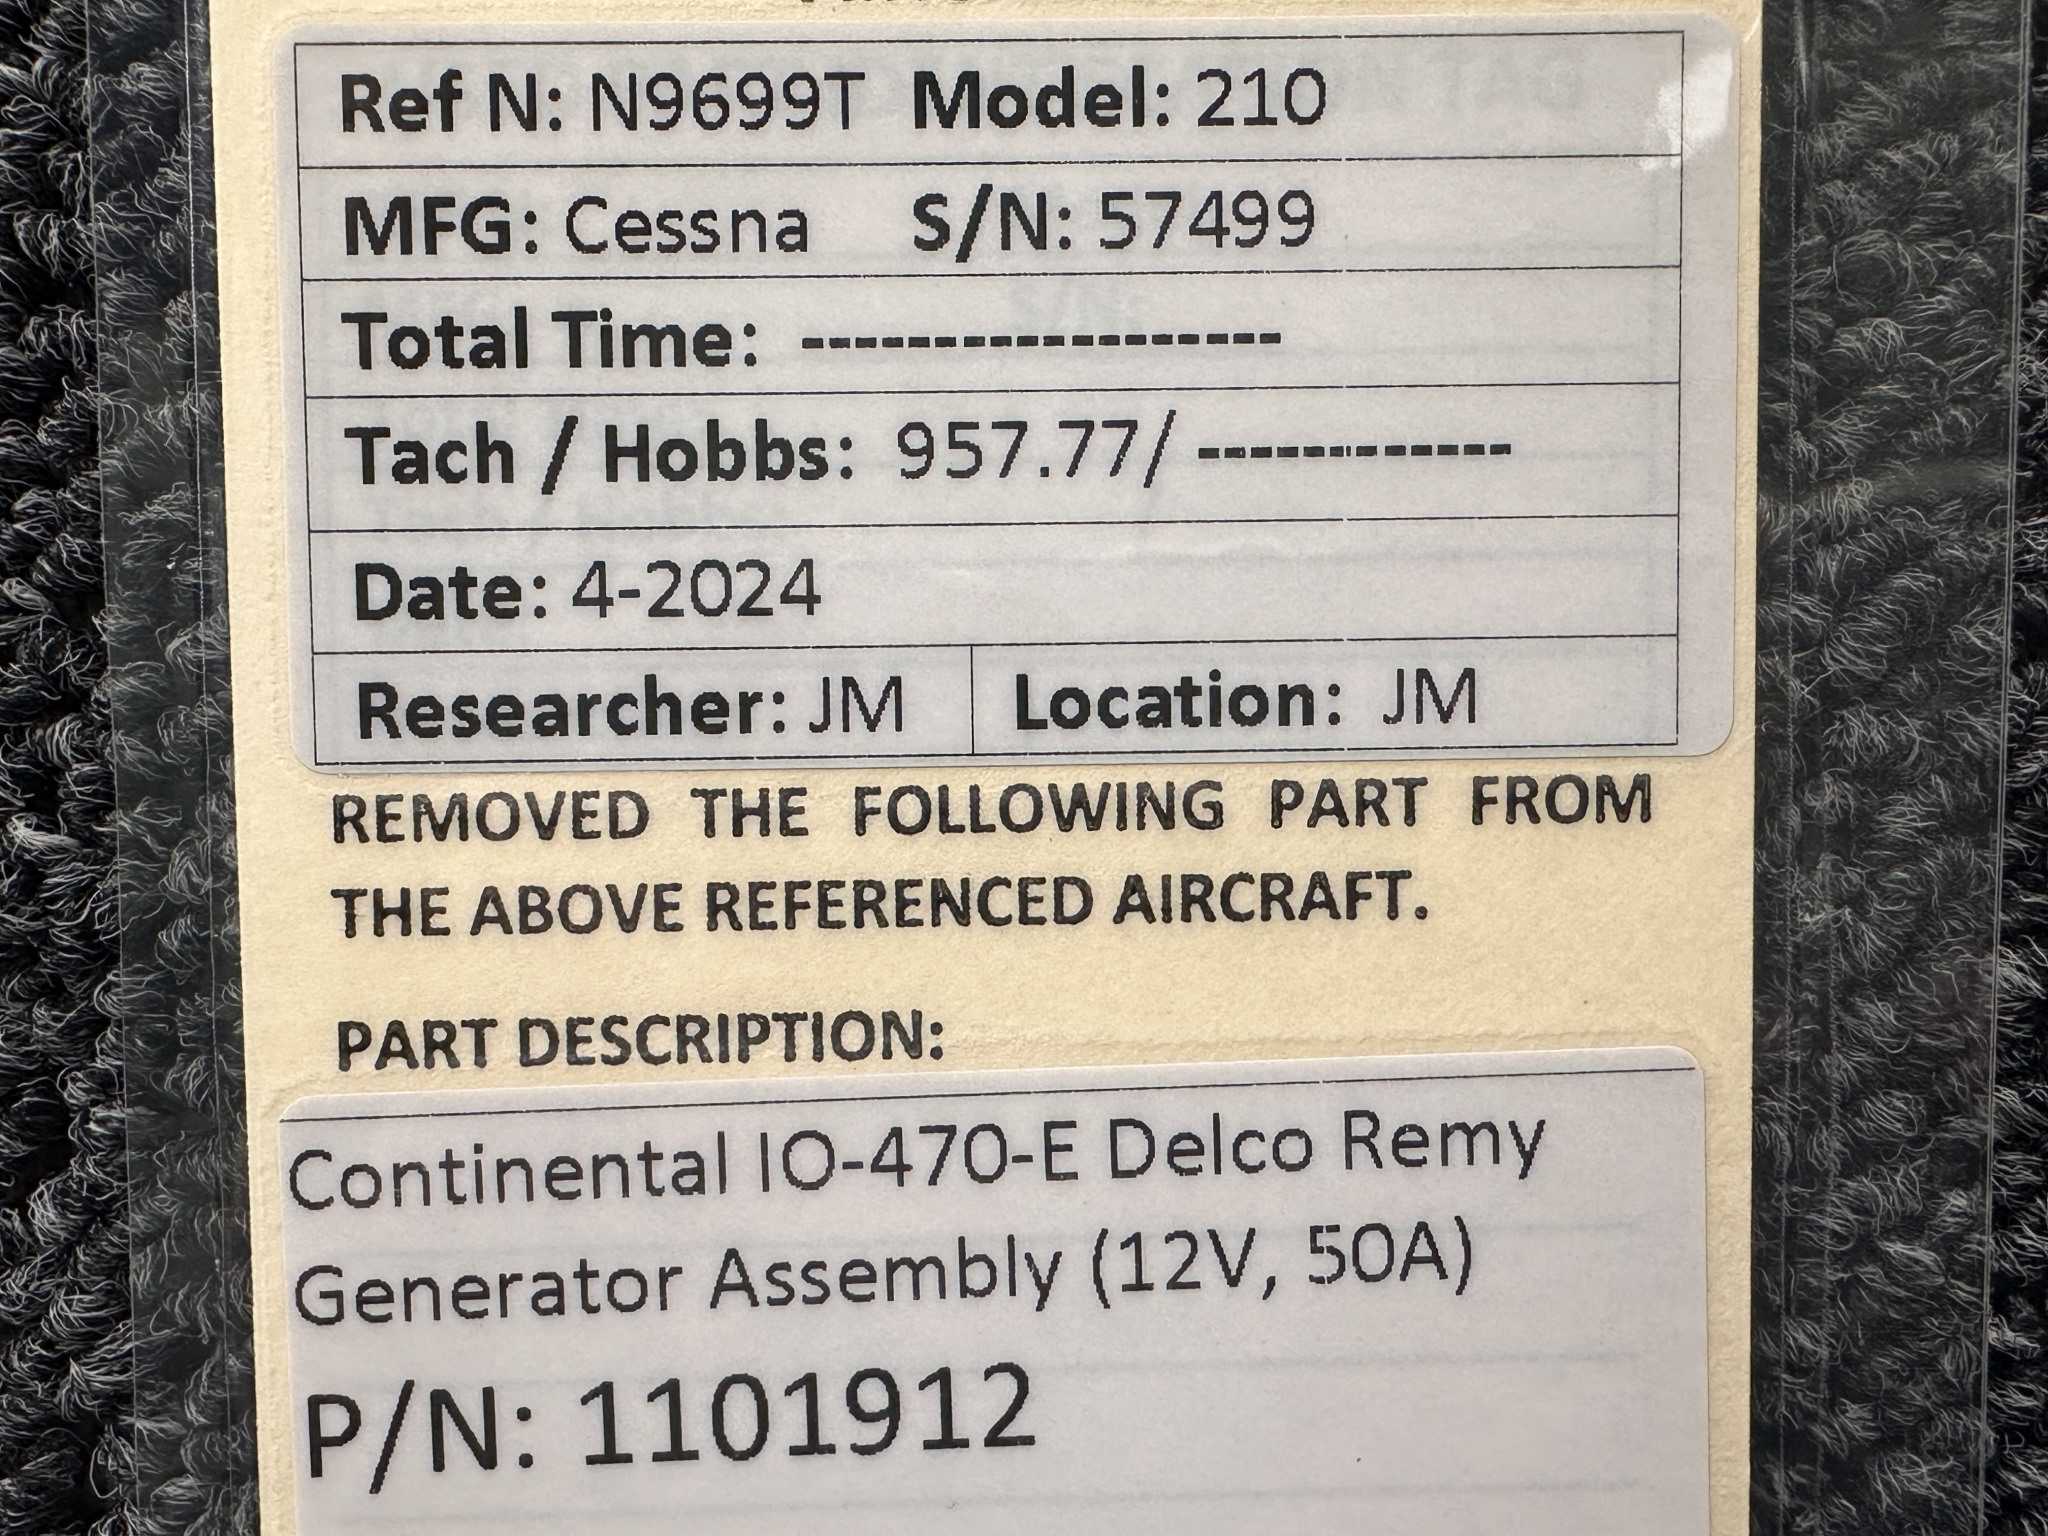 Ref N: N9699T Model: 210
MFG: Cessna S/N: 57499
Total Time: ------------------
Tach / Hobbs: 957.77/ ------------
Date: 4-2024
Researcher: JM Location: JM
REMOVED THE FOLLOWING PART FROM
THE ABOVE REFERENCED AIRCRAFT.
PART DESCRIPTION:
Continental IO-470-E Delco Remy
Generator Assembly (12V, 50A)
P/N: 1101912